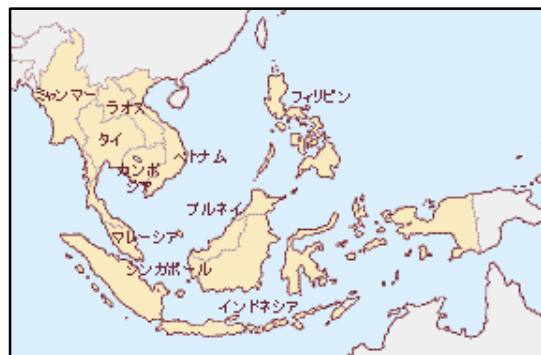 ミャンマー
ラオス
フィリピン
タイ
ベトナム
カンボ
ジア
ブルネイ
マレーシア
シンガポール
インドネシア